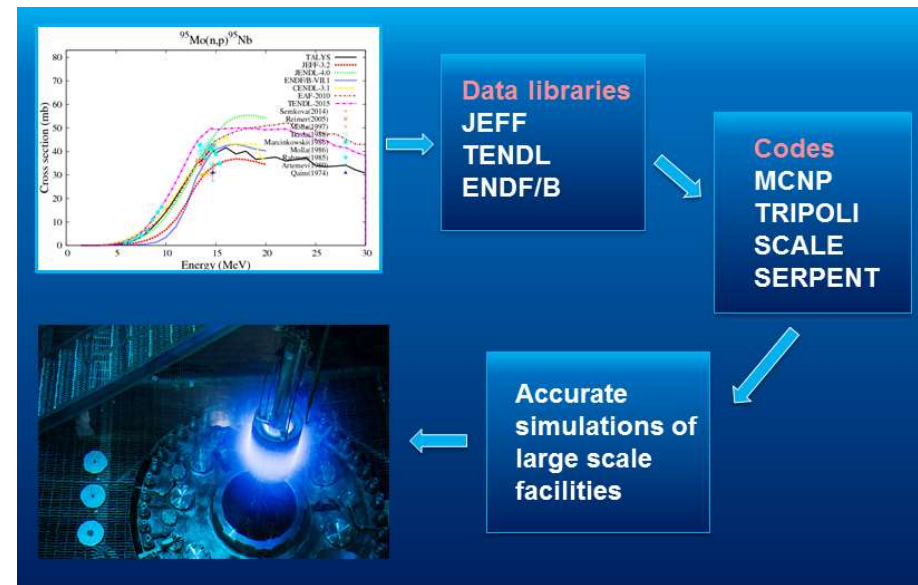 ⁹⁵Mo(n,p)⁹⁵Nb
Cross section (mb)
80
70
60
50
40
30
20
10
0
TALYS
JEFF-3.2
JENDL-4.0
ENDF/B-VII.1
CENDL-3.1
EAF-2010
TENDL-2015
Semkova(2014)
Reimer(2005)
Marcinkowski(1986)
Molla(1986)
Rahman(1985)
Artemev(1980)
Qaim(1974)
0 5 10 15 20 25 30
Energy (MeV)
Data libraries
JEFF
TENDL
ENDF/B
Codes
MCNP
TRIPOLI
SCALE
SERPENT
Accurate
simulations of
large scale
facilities